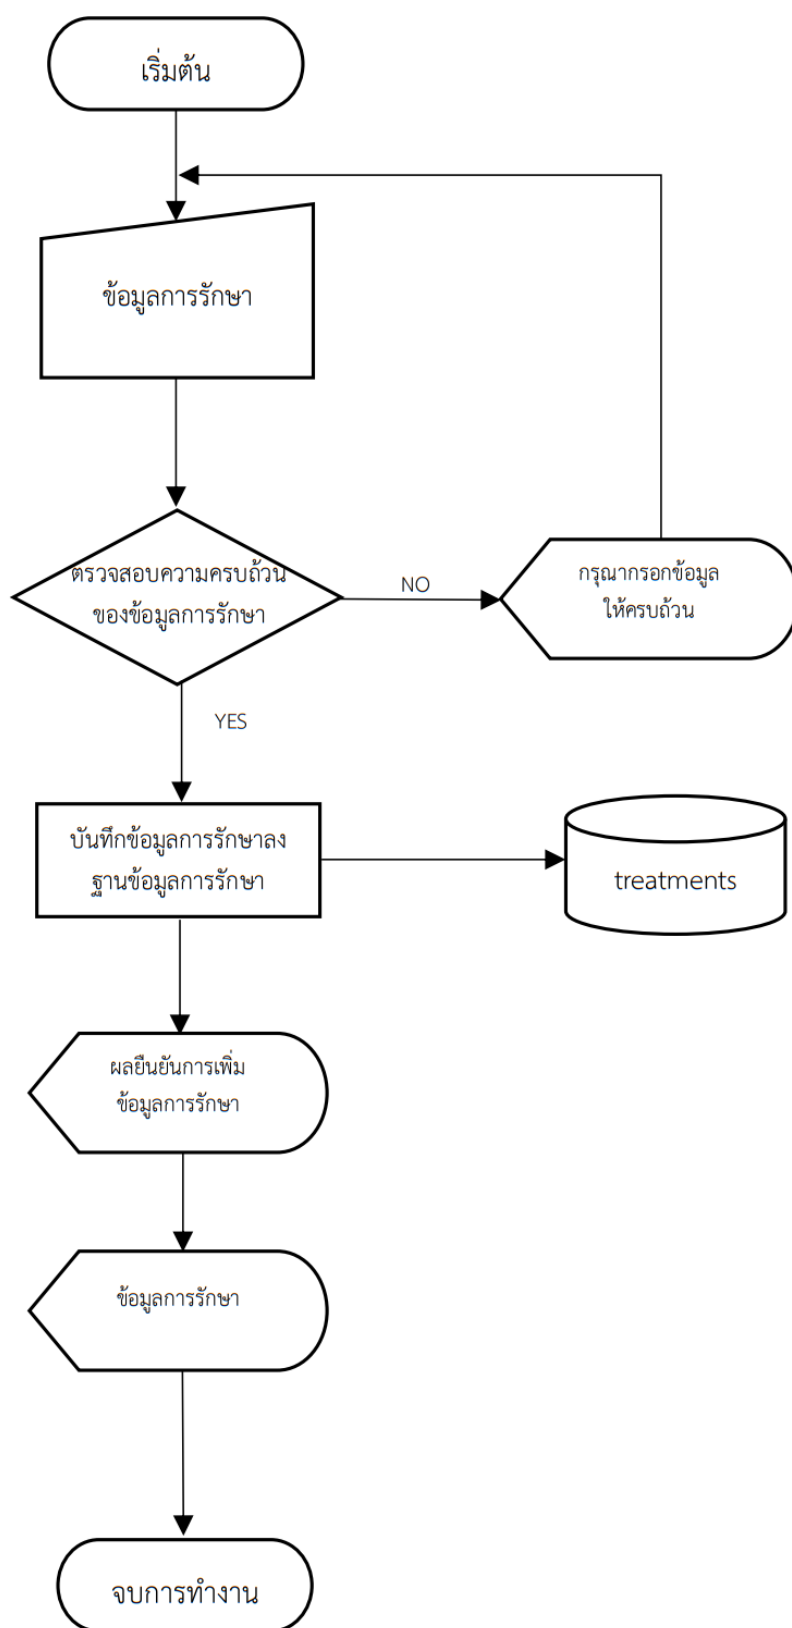 เริ่มต้น
ข้อมูลการรักษา
ตรวจสอบความครบถ้วน
ของข้อมูลการรักษา
NO
กรุณากรอกข้อมูล
ให้ครบถ้วน
YES
บันทึกข้อมูลการรักษาลง
ฐานข้อมูลการรักษา
treatments
ผลยืนยันการเพิ่ม
ข้อมูลการรักษา
ข้อมูลการรักษา
จบการทำงาน